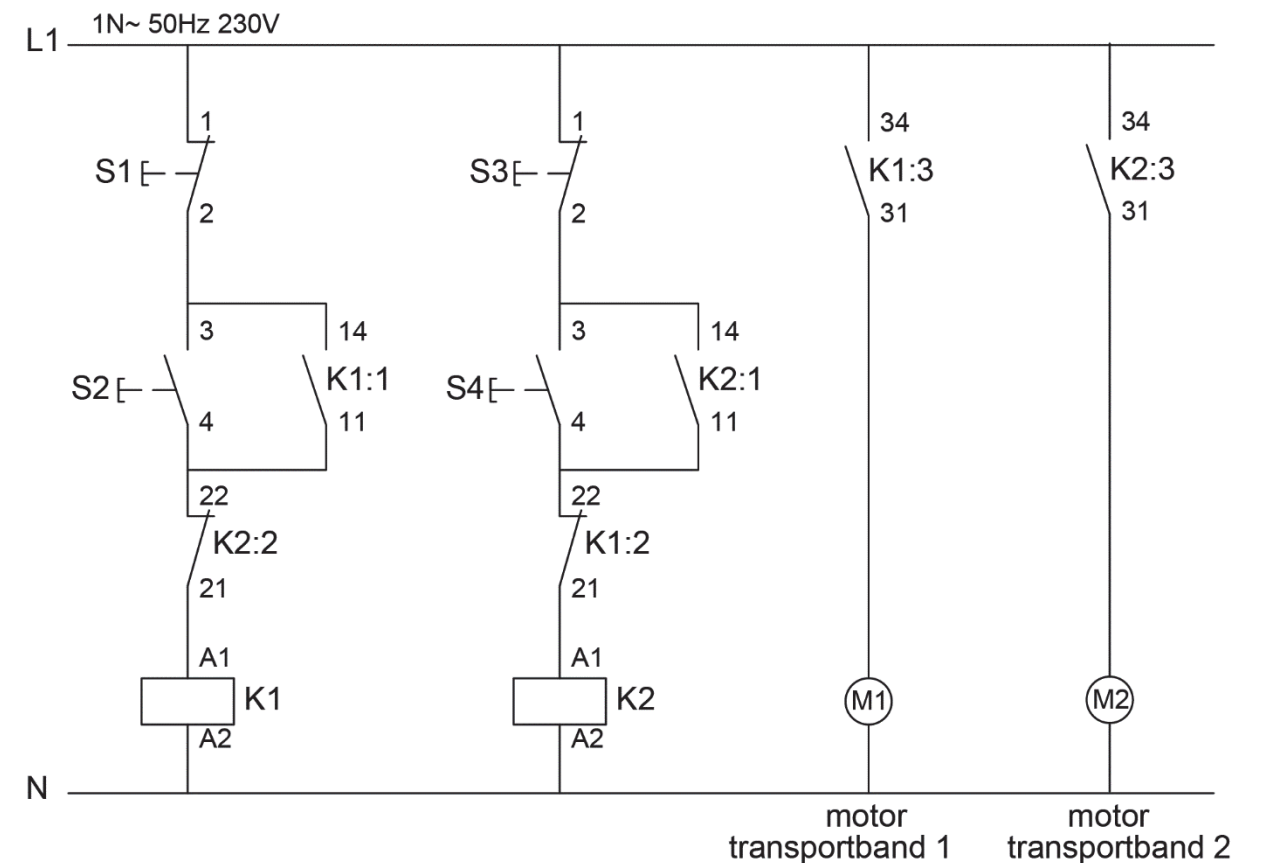 1N~ 50Hz 230V
L1
1 1 34 34
S1 S3 K1:3 K2:3
2 2 31 31
3 14 3 14
S2 K1:1 S4 K2:1
4 11 4 11
22 22
K2:2 K1:2
21 21
A1 A1
K1 K2 M1 M2
A2 A2
N
motor motor
transportband 1 transportband 2